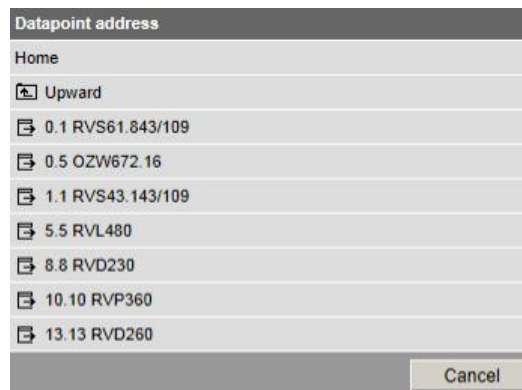 Datapoint address
Home
Upward
0.1 RVS61.843/109
0.5 OZW672.16
1.1 RVS43.143/109
5.5 RVL480
8.8 RVD230
10.10 RVP360
13.13 RVD260
Cancel